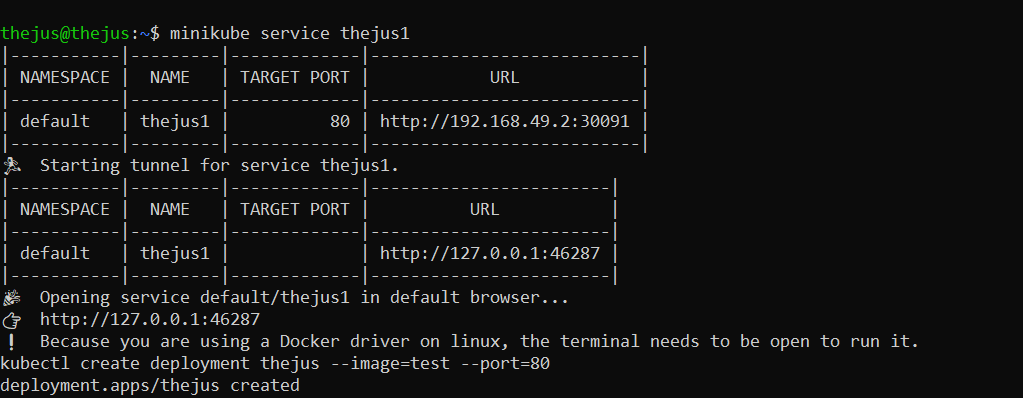 thejus@thejus:~$ minikube service thejus1
|-----------|---------|-------------|---------------------------|
| NAMESPACE |  NAME   | TARGET PORT |            URL            |
|-----------|---------|-------------|---------------------------|
| default   | thejus1 |          80 | http://192.168.49.2:30091 |
|-----------|---------|-------------|---------------------------|
🏃  Starting tunnel for service thejus1.
|-----------|---------|-------------|------------------------|
| NAMESPACE |  NAME   | TARGET PORT |          URL           |
|-----------|---------|-------------|------------------------|
| default   | thejus1 |             | http://127.0.0.1:46287 |
|-----------|---------|-------------|------------------------|
🎉  Opening service default/thejus1 in default browser...
👉  http://127.0.0.1:46287
❗  Because you are using a Docker driver on linux, the terminal needs to be open to run it.
kubectl create deployment thejus --image=test --port=80
deployment.apps/thejus created